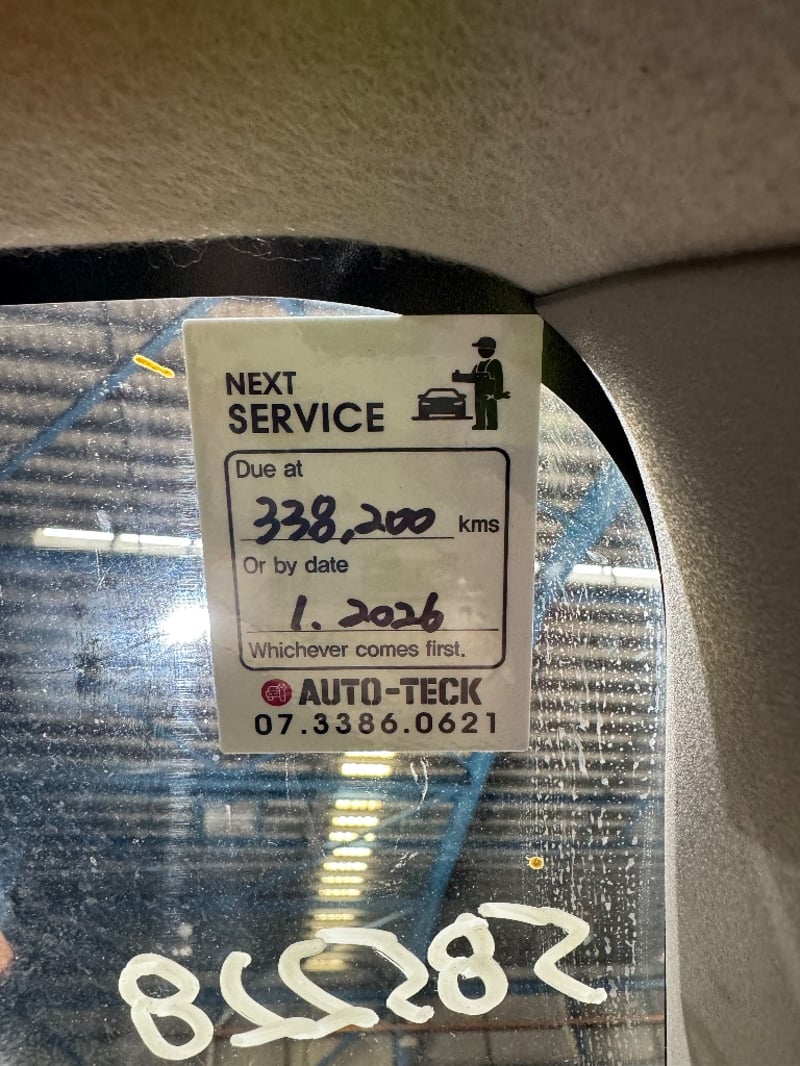 NEXT
SERVICE
Due at
338,200 kms
Or by date
1. 2026
Whichever comes first.
AUTO-TECK
07.3386.0621